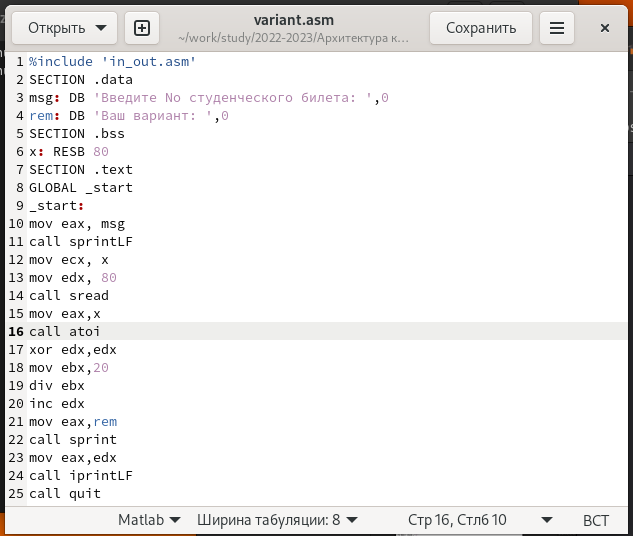 Открыть
variant.asm
~/work/study/2022-2023/Архитектура к...
Сохранить
1 %include 'in_out.asm'
2 SECTION .data
3 msg: DB 'Введите No студенческого билета: ',0
4 rem: DB 'Ваш вариант: ',0
5 SECTION .bss
6 x: RESB 80
7 SECTION .text
8 GLOBAL _start
9 _start:
10 mov eax, msg
11 call sprintLF
12 mov ecx, x
13 mov edx, 80
14 call sread
15 mov eax,x
16 call atoi
17 xor edx,edx
18 mov ebx,20
19 div ebx
20 inc edx
21 mov eax,rem
22 call sprint
23 mov eax,edx
24 call iprintLF
25 call quit
Matlab Ширина табуляции: 8 Стр 16, Стлб 10 ВСТ